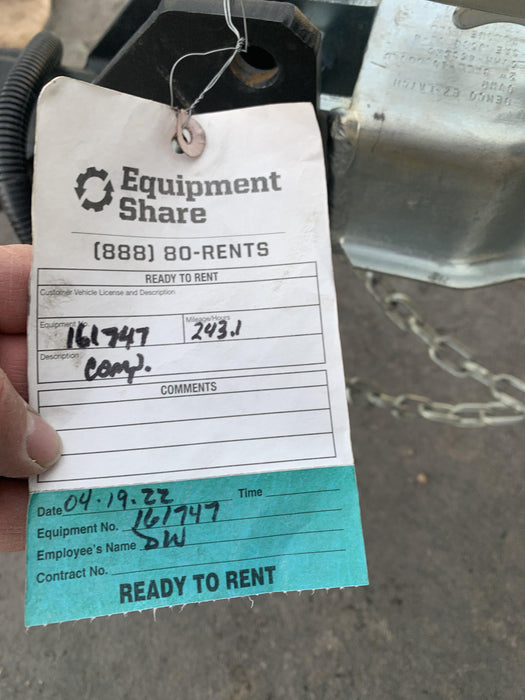 Equipment
Share
(888) 80-RENTS
READY TO RENT
Customer Vehicle License and Description
Equipment No. 161747 Mileage/Hours 243.1
Description Comp.
COMMENTS
Date 04.19.22 Time
Equipment No. 161747
Employee's Name DW
Contract No.
READY TO RENT